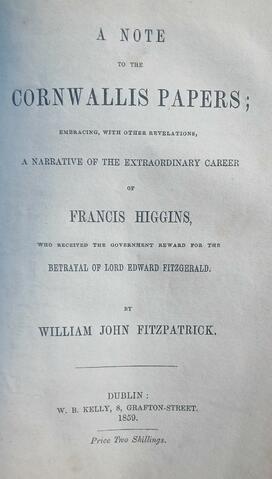 A NOTE
TO THE
CORNWALLIS PAPERS;
EMBRACING, WITH OTHER REVELATIONS,
A NARRATIVE OF THE EXTRAORDINARY CAREER
OF
FRANCIS HIGGINS,
WHO RECEIVED THE GOVERNMENT REWARD FOR THE
BETRAYAL OF LORD EDWARD FITZGERALD.
BY
WILLIAM JOHN FITZPATRICK.
DUBLIN:
W. B. KELLY, 8, GRAFTON-STREET.
1859.
Price Two Shillings.